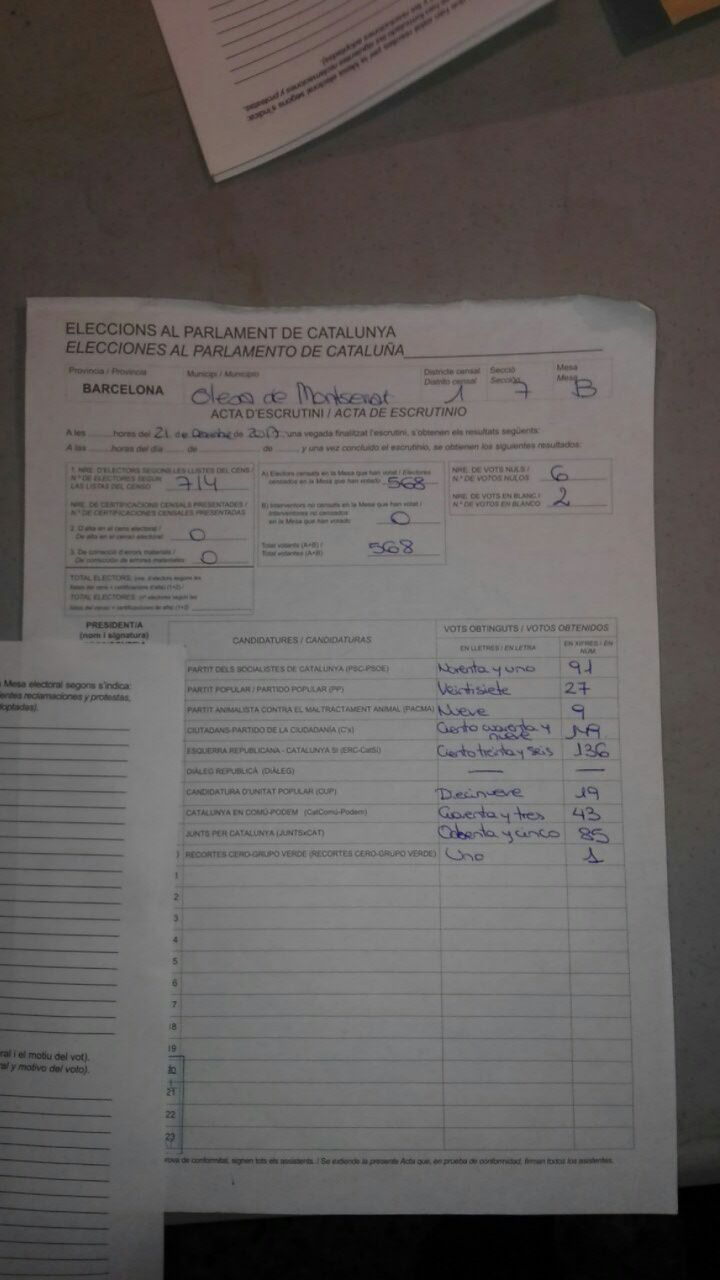 ELECCIONS AL PARLAMENT DE CATALUNYA
ELECCIONES AL PARLAMENTO DE CATALUÑA
Provincia / Provincia
BARCELONA
Municipi / Municipio
Olesa de Montserrat
Districte censal
Distrito censal
1
Secció
Sección
7
Mesa
Mesa
B
ACTA D'ESCRUTINI / ACTA DE ESCRUTINIO
A les ........ hores del 21 de Desembre de 2017, una vegada finalitzat l'escrutini, s'obtenen els resultats següents:
A las ........ horas del día ........ de ........ de ........, y una vez concluido el escrutinio, se obtienen los siguientes resultados:
1. NRE. D'ELECTORS SEGONS LES LLISTES DEL CENS /
N.º DE ELECTORES SEGÚN
LAS LISTAS DEL CENSO
714
NRE. DE CERTIFICACIONS CENSALS PRESENTADES /
N.º DE CERTIFICACIONES CENSALES PRESENTADAS
2. D'alta en el cens electoral /
De alta en el censo electoral
0
3. De correcció d'errors materials /
De corrección de errores materiales
0
TOTAL ELECTORS: (nre. d'electors segons les
llistes del cens + certificacions d'alta) (1+2) /
TOTAL ELECTORES: (n.º electores según las
listas del censo + certificaciones de alta) (1+2)
A) Electors censats en la Mesa que han votat / Electores
censados en la Mesa que han votado
568
B) Interventors no censats en la Mesa que han votat /
Interventores no censados
en la Mesa que han votado
0
Total votants (A+B) /
Total votantes (A+B)
568
NRE. DE VOTS NULS /
N.º DE VOTOS NULOS
6
NRE. DE VOTS EN BLANC /
N.º DE VOTOS EN BLANCO
2
PRESIDENT/A
(nom i signatura)
CANDIDATURES / CANDIDATURAS
VOTS OBTINGUTS / VOTOS OBTENIDOS
EN LLETRES / EN LETRA
EN XIFRES / EN NÚM.
PARTIT DELS SOCIALISTES DE CATALUNYA (PSC-PSOE) Noventa y uno 91
PARTIT POPULAR / PARTIDO POPULAR (PP) Veintisiete 27
PARTIT ANIMALISTA CONTRA EL MALTRACTAMENT ANIMAL (PACMA) Nueve 9
CIUTADANS-PARTIDO DE LA CIUDADANÍA (C's) Ciento cuarenta y nueve 149
ESQUERRA REPUBLICANA - CATALUNYA SÍ (ERC-CatSí) Ciento treinta y seis 136
DIÀLEG REPUBLICÀ (DIÀLEG) — —
CANDIDATURA D'UNITAT POPULAR (CUP) Decinueve 19
CATALUNYA EN COMÚ-PODEM (CatComú-Podem) Cuarenta y tres 43
JUNTS PER CATALUNYA (JUNTSxCAT) Ochenta y cinco 85
RECORTES CERO-GRUPO VERDE (RECORTES CERO-GRUPO VERDE) Uno 1
1
2
3
4
5
6
7
18
19
20
21
22
23
rova de conformitat, signen tots els assistents. / Se extiende la presente Acta que, en prueba de conformidad, firman todos los asistentes.
a Mesa electoral segons s'indica:
entes reclamaciones y protestas,
optadas).
ral i el motiu del vot).
al y motivo del voto).